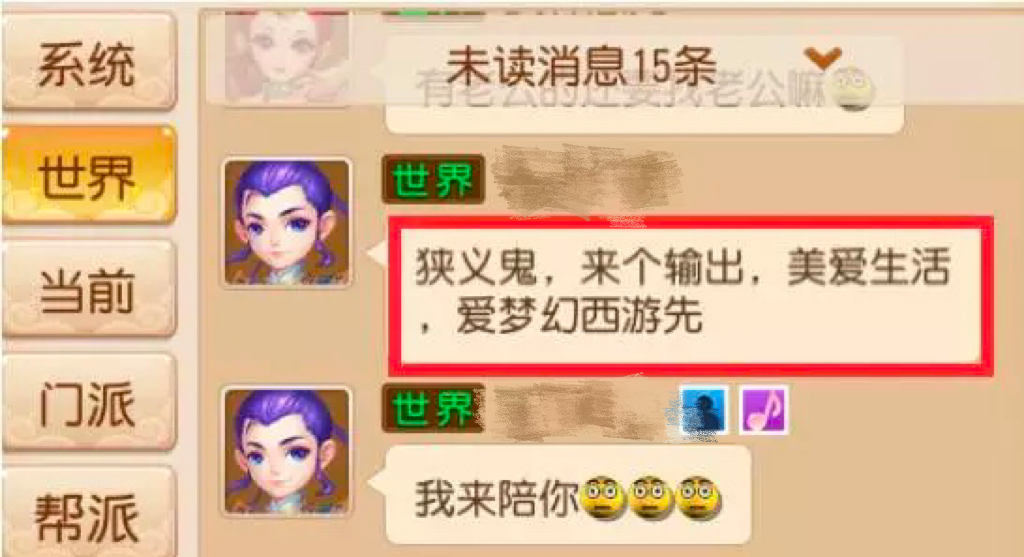 系统
世界
当前
门派
帮派
未读消息15条
有老公的还要找老公嘛
世界
狭义鬼，来个输出，美爱生活
，爱梦幻西游先
世界
我来陪你